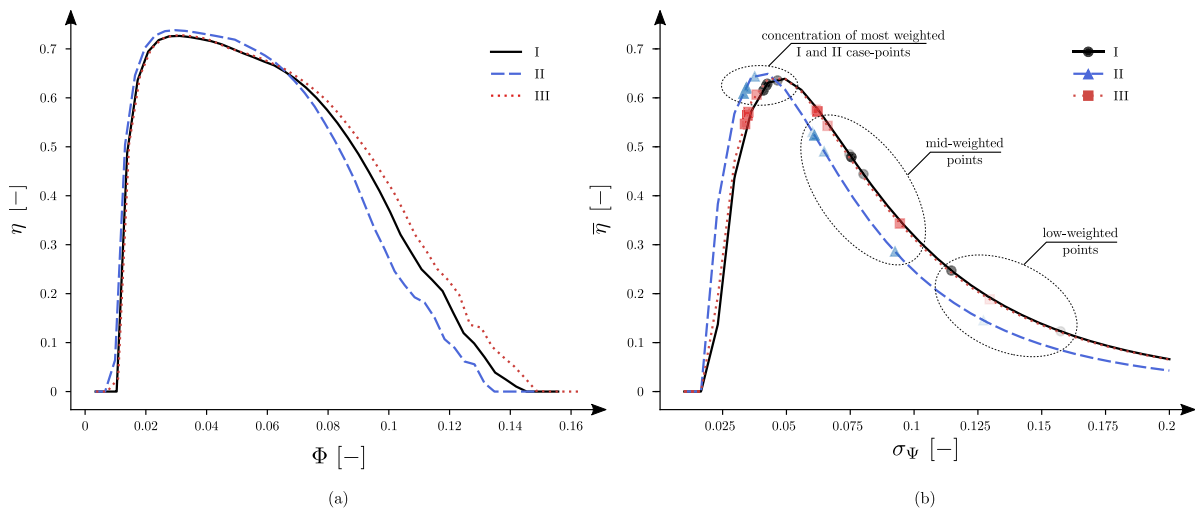 0.7
0.6
0.5
0.4
0.3
0.2
0.1
0
η [−]
0
0.02
0.04
0.06
0.08
0.1
0.12
0.14
0.16
Φ [−]
I
II
III
(a)
0.7
0.6
0.5
0.4
0.3
0.2
0.1
0
η̅ [−]
0.025
0.05
0.075
0.1
0.125
0.15
0.175
0.2
σ_Ψ [−]
concentration of most weighted
I and II case-points
mid-weighted
points
low-weighted
points
I
II
III
(b)